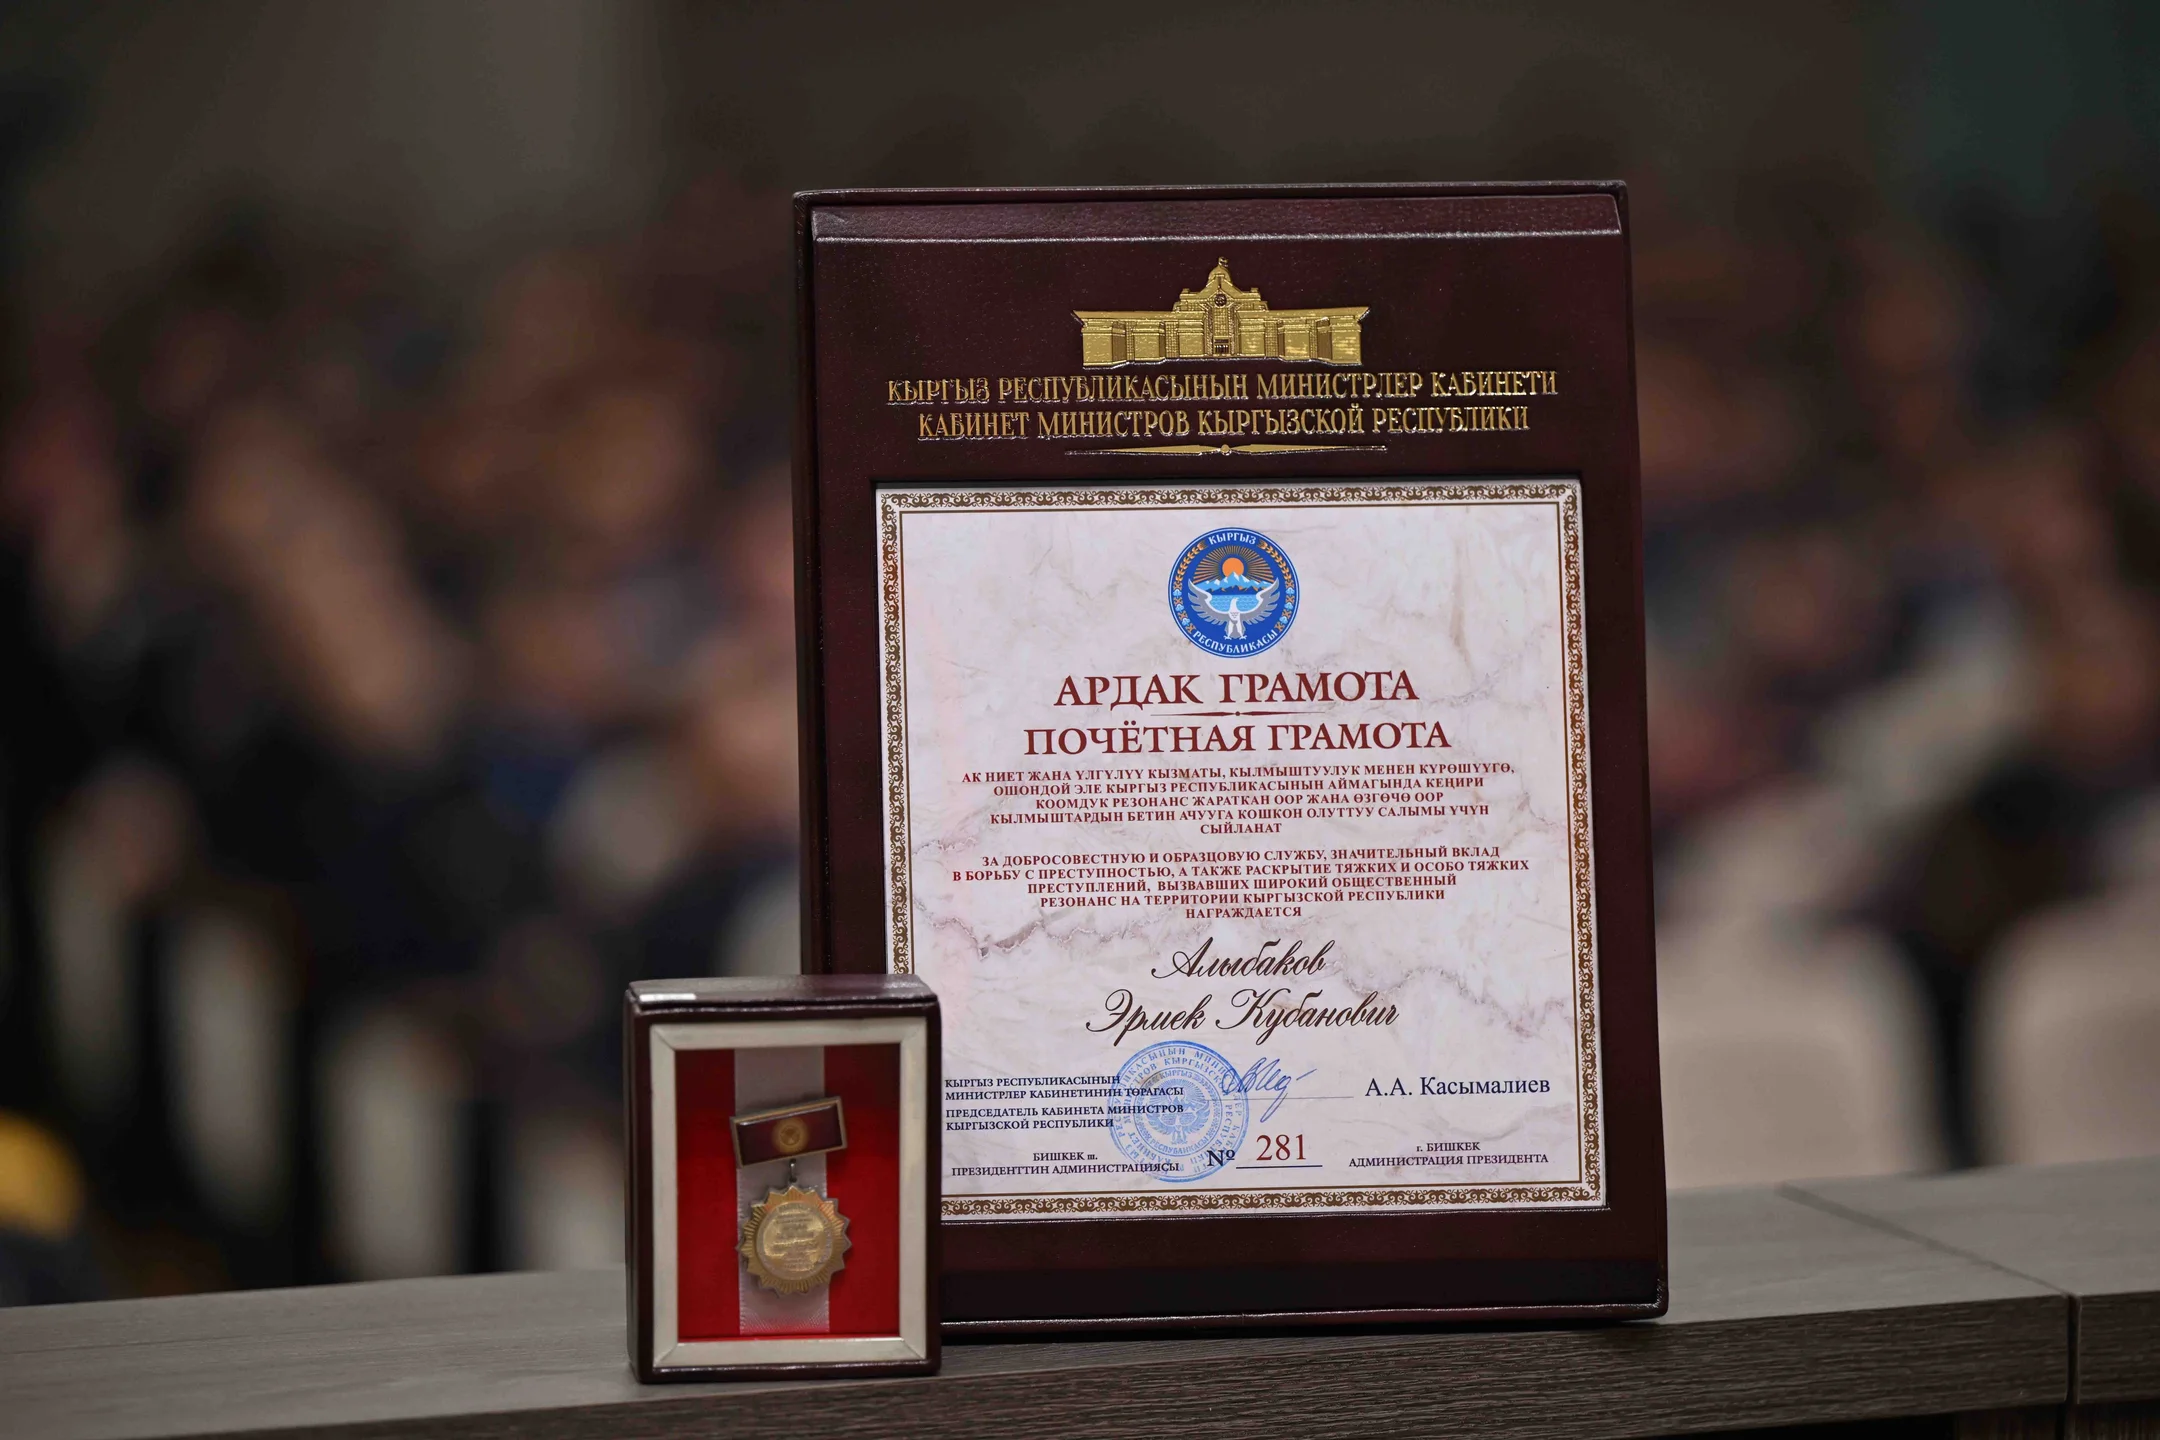 КЫРГЫЗ РЕСПУБЛИКАСЫНЫН МИНИСТРЛЕР КАБИНЕТИ
КАБИНЕТ МИНИСТРОВ КЫРГЫЗСКОЙ РЕСПУБЛИКИ
КЫРГЫЗ
РЕСПУБЛИКАСЫ
АРДАК ГРАМОТА
ПОЧЁТНАЯ ГРАМОТА
АК НИЕТ ЖАНА ҮЛГҮЛҮҮ КЫЗМАТЫ, КЫЛМЫШТУУЛУК МЕНЕН КҮРӨШҮҮГӨ,
ОШОНДОЙ ЭЛЕ КЫРГЫЗ РЕСПУБЛИКАСЫНЫН АЙМАГЫНДА КЕҢИРИ
КООМДУК РЕЗОНАНС ЖАРАТКАН ООР ЖАНА ӨЗГӨЧӨ ООР
КЫЛМЫШТАРДЫН БЕТИН АЧУУГА КОШКОН ОЛУТТУУ САЛЫМЫ ҮЧҮН
СЫЙЛАНАТ
ЗА ДОБРОСОВЕСТНУЮ И ОБРАЗЦОВУЮ СЛУЖБУ, ЗНАЧИТЕЛЬНЫЙ ВКЛАД
В БОРЬБУ С ПРЕСТУПНОСТЬЮ, А ТАКЖЕ РАСКРЫТИЕ ТЯЖКИХ И ОСОБО ТЯЖКИХ
ПРЕСТУПЛЕНИЙ, ВЫЗВАВШИХ ШИРОКИЙ ОБЩЕСТВЕННЫЙ
РЕЗОНАНС НА ТЕРРИТОРИИ КЫРГЫЗСКОЙ РЕСПУБЛИКИ
НАГРАЖДАЕТСЯ
Алыбаков
Эрмек Кубанович
КЫРГЫЗ РЕСПУБЛИКАСЫНЫН
МИНИСТРЛЕР КАБИНЕТИНИН ТӨРАГАСЫ
ПРЕДСЕДАТЕЛЬ КАБИНЕТА МИНИСТРОВ
КЫРГЫЗСКОЙ РЕСПУБЛИКИ
А.А. Касымалиев
БИШКЕК ш.
ПРЕЗИДЕНТТИН АДМИНИСТРАЦИЯСЫ
№ 281
г. БИШКЕК
АДМИНИСТРАЦИЯ ПРЕЗИДЕНТА